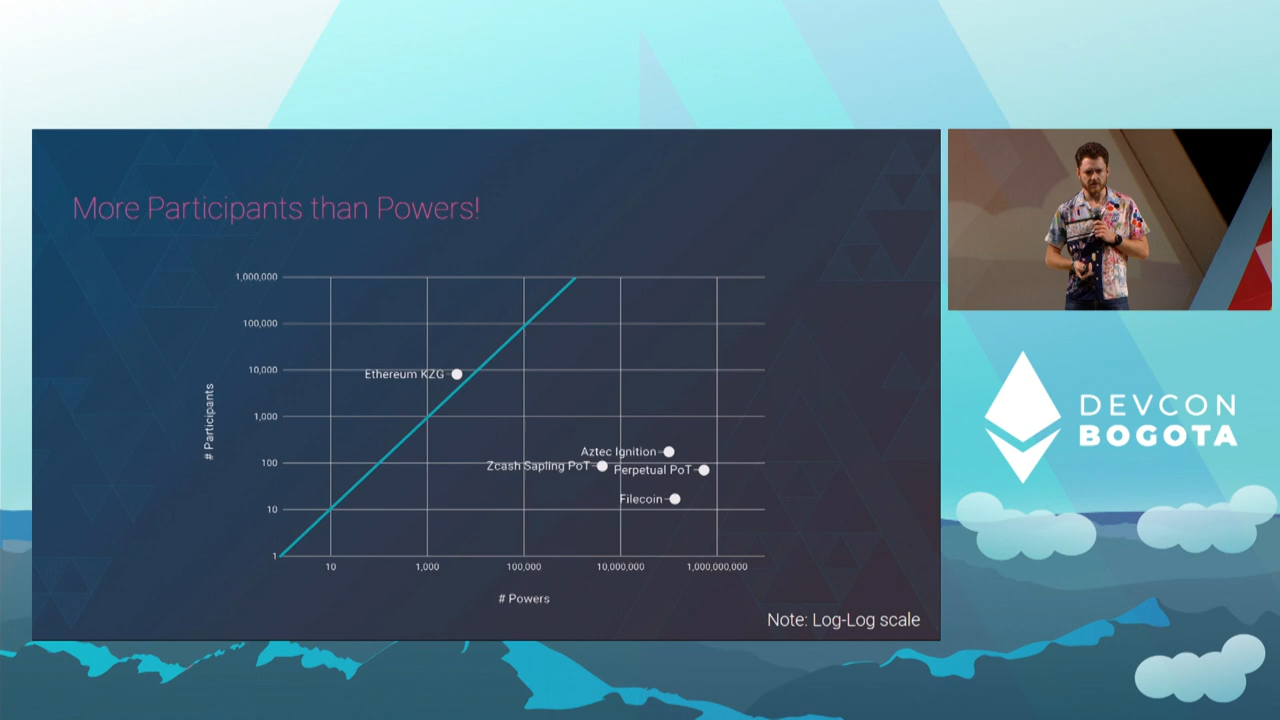 More Participants than Powers!
1,000,000
100,000
10,000
1,000
100
10
1
# Participants
Ethereum KZG
Aztec Ignition
Zcash Sapling PoT
Perpetual PoT
Filecoin
10
1,000
100,000
10,000,000
1,000,000,000
# Powers
Note: Log-Log scale
DEVCON
BOGOTA